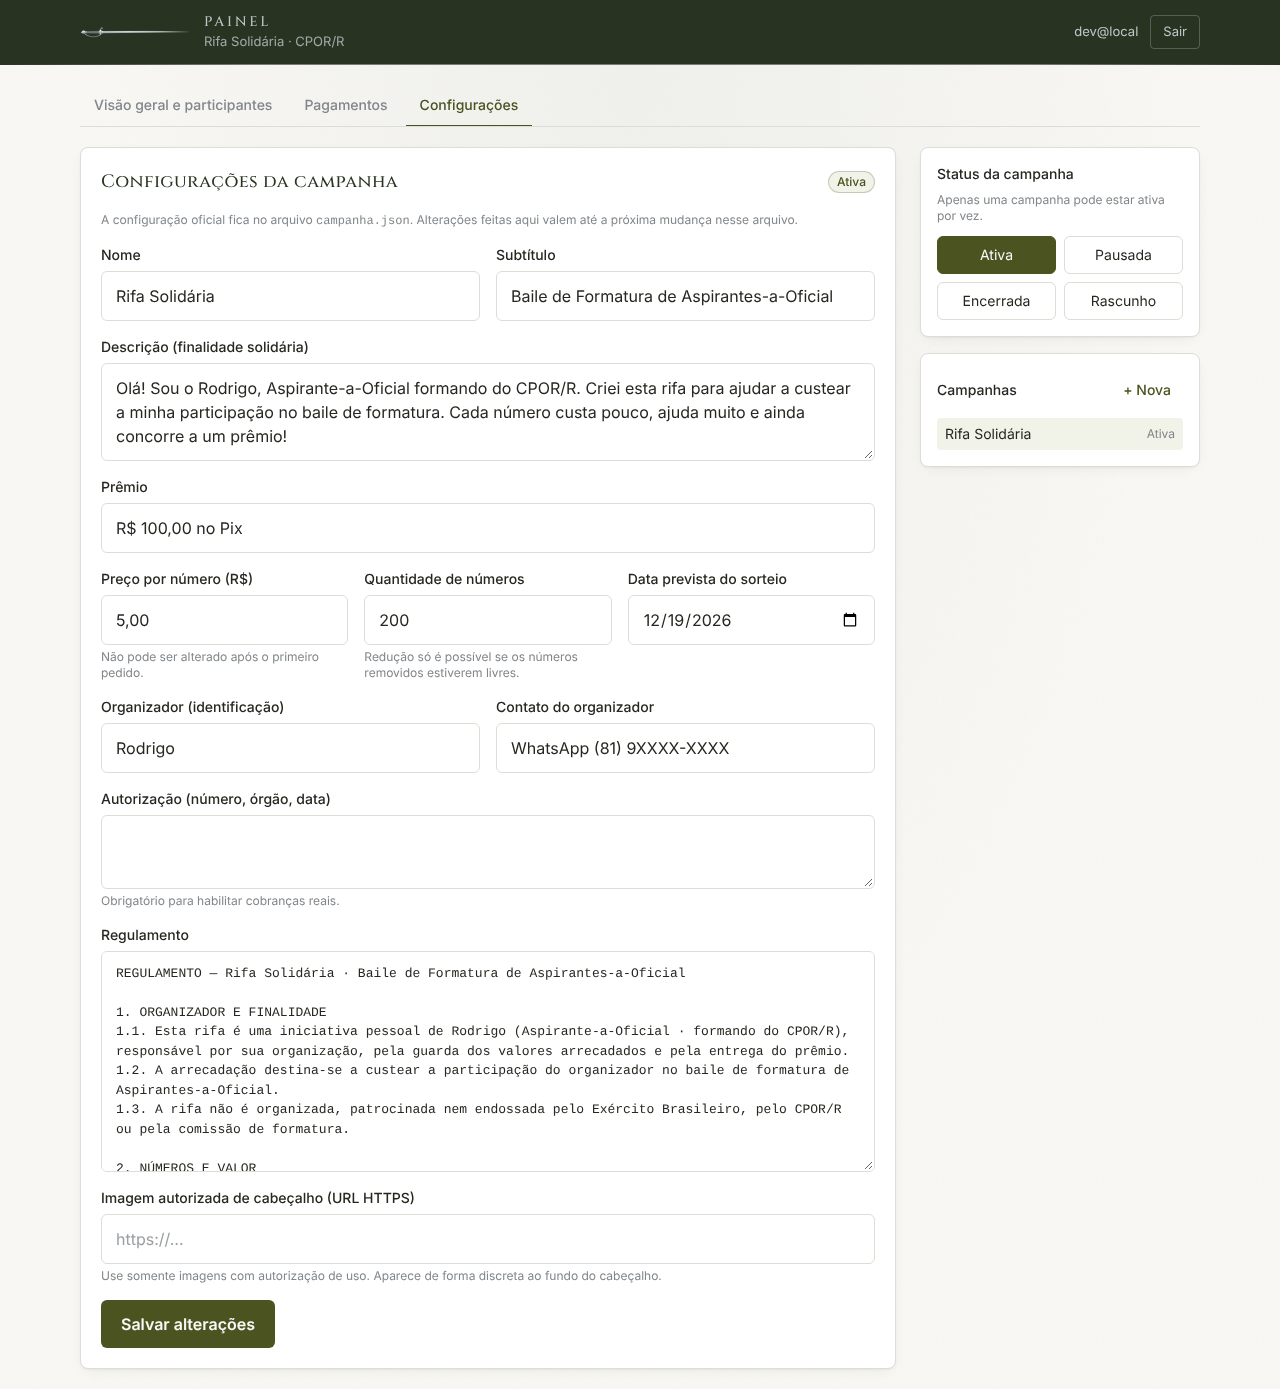 PAINEL
Rifa Solidária · CPOR/R
dev@local
Sair
Visão geral e participantes
Pagamentos
Configurações
Configurações da campanha
Ativa
A configuração oficial fica no arquivo campanha.json. Alterações feitas aqui valem até a próxima mudança nesse arquivo.
Nome
Subtítulo
Rifa Solidária
Baile de Formatura de Aspirantes-a-Oficial
Descrição (finalidade solidária)
Olá! Sou o Rodrigo, Aspirante-a-Oficial formando do CPOR/R. Criei esta rifa para ajudar a custear
a minha participação no baile de formatura. Cada número custa pouco, ajuda muito e ainda
concorre a um prêmio!
Prêmio
R$ 100,00 no Pix
Preço por número (R$)
Quantidade de números
Data prevista do sorteio
5,00
200
12/19/2026
Não pode ser alterado após o primeiro
pedido.
Redução só é possível se os números
removidos estiverem livres.
Organizador (identificação)
Contato do organizador
Rodrigo
WhatsApp (81) 9XXXX-XXXX
Autorização (número, órgão, data)
Obrigatório para habilitar cobranças reais.
Regulamento
REGULAMENTO — Rifa Solidária · Baile de Formatura de Aspirantes-a-Oficial
1. ORGANIZADOR E FINALIDADE
1.1. Esta rifa é uma iniciativa pessoal de Rodrigo (Aspirante-a-Oficial · formando do CPOR/R),
responsável por sua organização, pela guarda dos valores arrecadados e pela entrega do prêmio.
1.2. A arrecadação destina-se a custear a participação do organizador no baile de formatura de
Aspirantes-a-Oficial.
1.3. A rifa não é organizada, patrocinada nem endossada pelo Exército Brasileiro, pelo CPOR/R
ou pela comissão de formatura.
2. NÚMEROS E VALOR
Imagem autorizada de cabeçalho (URL HTTPS)
https://...
Use somente imagens com autorização de uso. Aparece de forma discreta ao fundo do cabeçalho.
Salvar alterações
Status da campanha
Apenas uma campanha pode estar ativa
por vez.
Ativa
Pausada
Encerrada
Rascunho
Campanhas
+ Nova
Rifa Solidária
Ativa